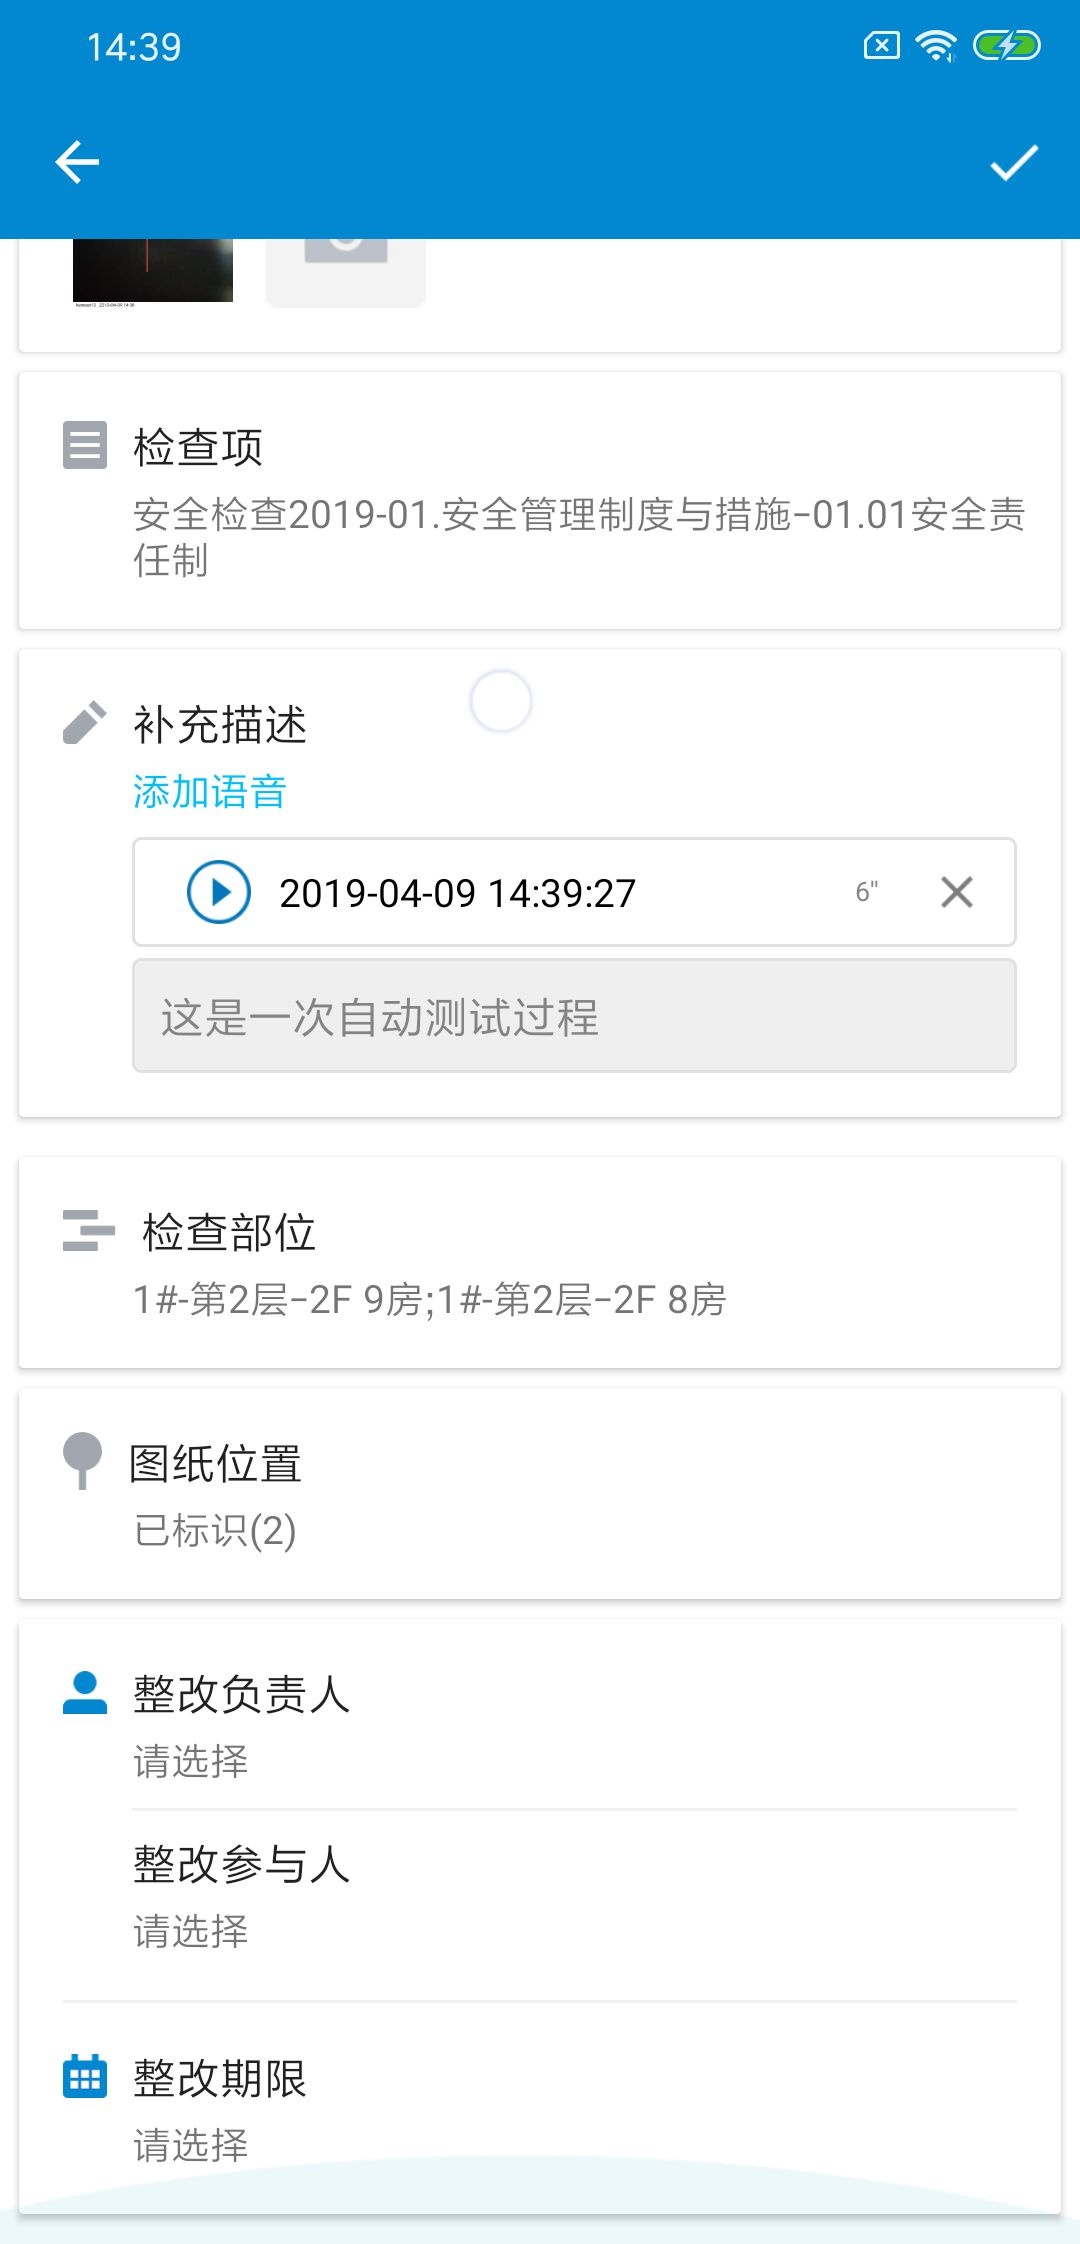 14:39
检查项
安全检查2019-01.安全管理制度与措施-01.01安全责
任制
补充描述
添加语音
2019-04-09 14:39:27
6"
这是一次自动测试过程
检查部位
1#-第2层-2F 9房;1#-第2层-2F 8房
图纸位置
已标识(2)
整改负责人
请选择
整改参与人
请选择
整改期限
请选择